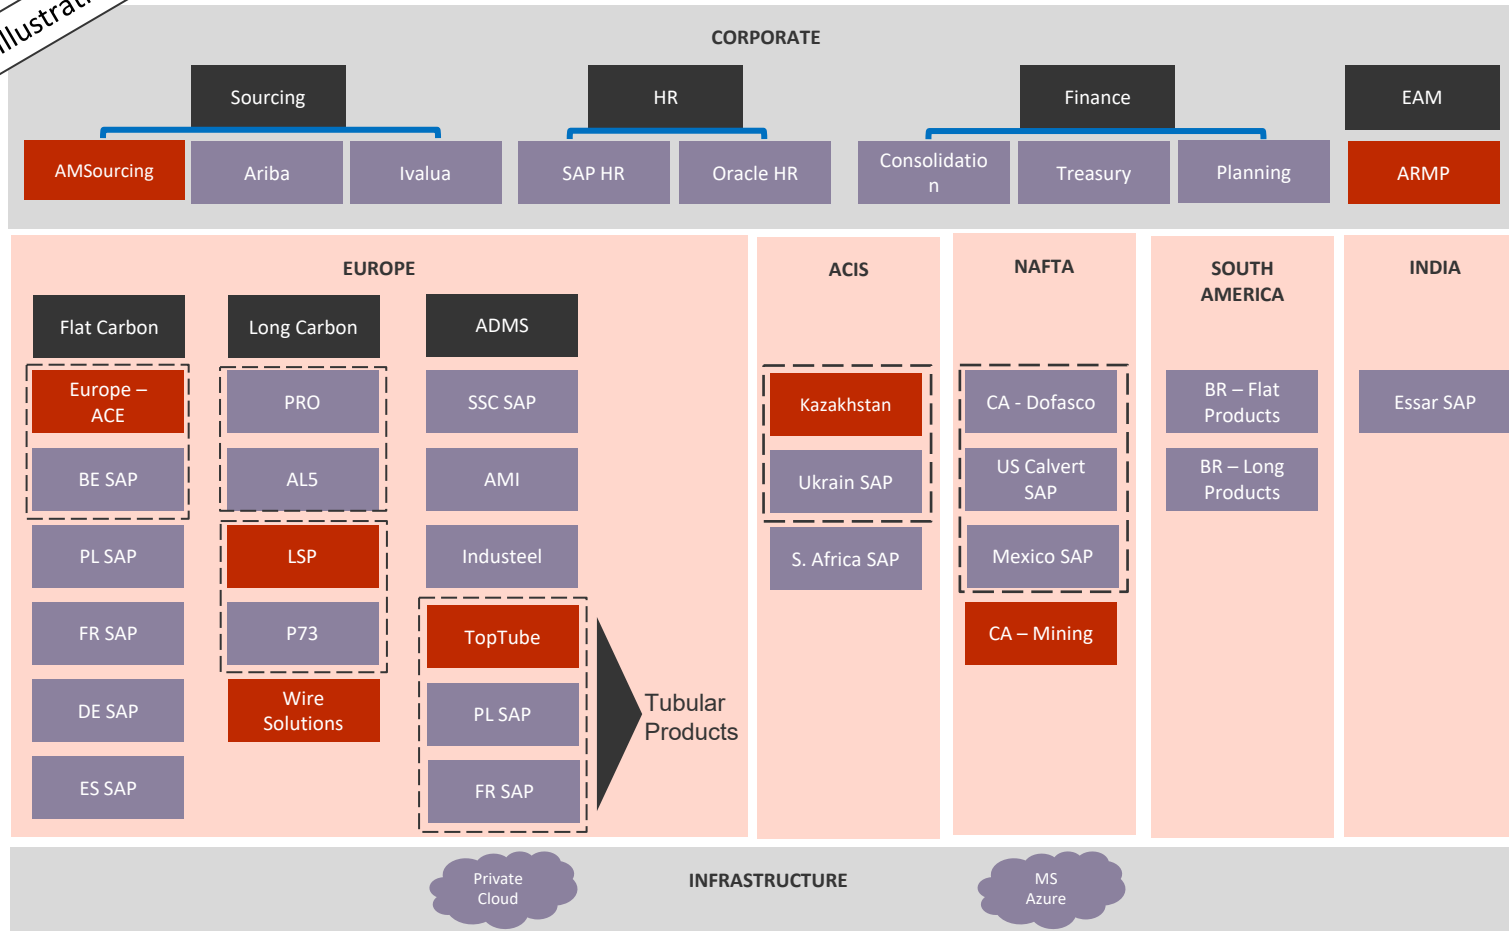 CORPORATE
Sourcing
HR
Finance
EAM
AMSourcing
Ariba
Ivalua
SAP HR
Oracle HR
Consolidatio
n
Treasury
Planning
ARMP
EUROPE
Flat Carbon
Europe –
ACE
BE SAP
PL SAP
FR SAP
DE SAP
ES SAP
Long Carbon
PRO
AL5
LSP
P73
Wire
Solutions
ADMS
SSC SAP
AMI
Industeel
TopTube
PL SAP
FR SAP
Tubular
Products
ACIS
Kazakhstan
Ukrain SAP
S. Africa SAP
NAFTA
CA - Dofasco
US Calvert
SAP
Mexico SAP
CA – Mining
SOUTH
AMERICA
BR – Flat
Products
BR – Long
Products
INDIA
Essar SAP
INFRASTRUCTURE
Private
Cloud
MS
Azure